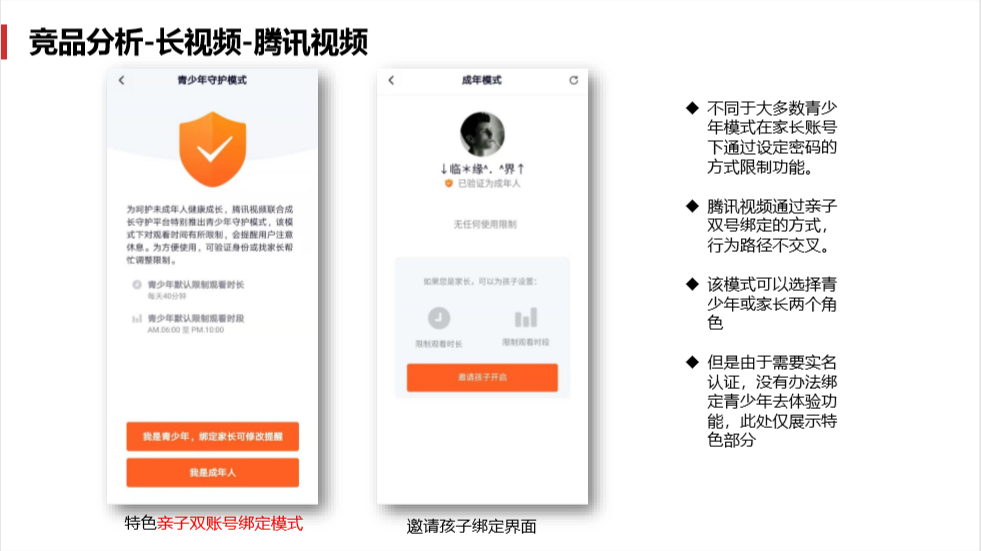 竞品分析-长视频-腾讯视频
青少年守护模式
为呵护未成年人健康成长，腾讯视频联合成
长守护平台特别推出青少年守护模式，该模
式下对观看时间有所限制，会提醒用户注意
休息。为方便使用，可验证身份或找家长帮
忙调整限制。
青少年默认限制观看时长
每天40分钟
青少年默认限制观看时段
AM.06:00 至 PM.10:00
我是青少年，绑定家长可修改提醒
我是成年人
特色亲子双账号绑定模式
成年模式
↓临＊缘^．^界↑
已验证为成年人
无任何使用限制
如果您是家长，可以为孩子设置：
限制观看时长
限制观看时段
邀请孩子开启
邀请孩子绑定界面
◆ 不同于大多数青少
年模式在家长账号
下通过设定密码的
方式限制功能。
◆ 腾讯视频通过亲子
双号绑定的方式，
行为路径不交叉。
◆ 该模式可以选择青
少年或家长两个角
色
◆ 但是由于需要实名
认证，没有办法绑
定青少年去体验功
能，此处仅展示特
色部分